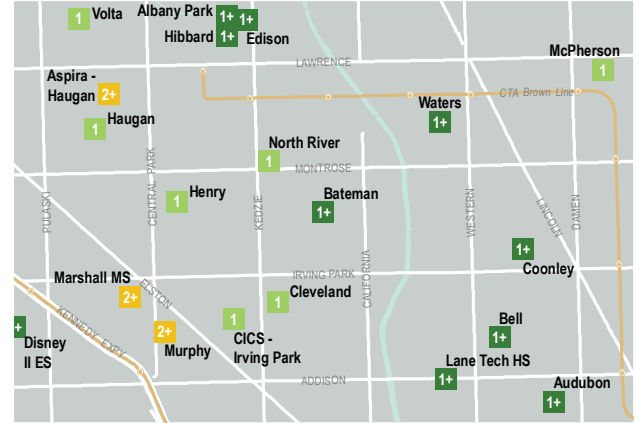 1 Volta
Albany Park 1+
1+
Hibbard 1+ Edison
LAWRENCE
McPherson
1
Aspira -
Haugan 2+
CTA Brown Line
Waters
1+
1
Haugan
North River
1
MONTROSE
PULASKI
CENTRAL PARK
KEDZIE
CALIFORNIA
WESTERN
LINCOLN
DAMEN
1 Henry
Bateman
1+
1+
Coonley
IRVING PARK
Marshall MS
2+
ELSTON
Cleveland
1
KENNEDY EXPY
+
Disney
II ES
2+
Murphy
1
CICS -
Irving Park
Bell
1+
Lane Tech HS
1+
ADDISON
Audubon
1+